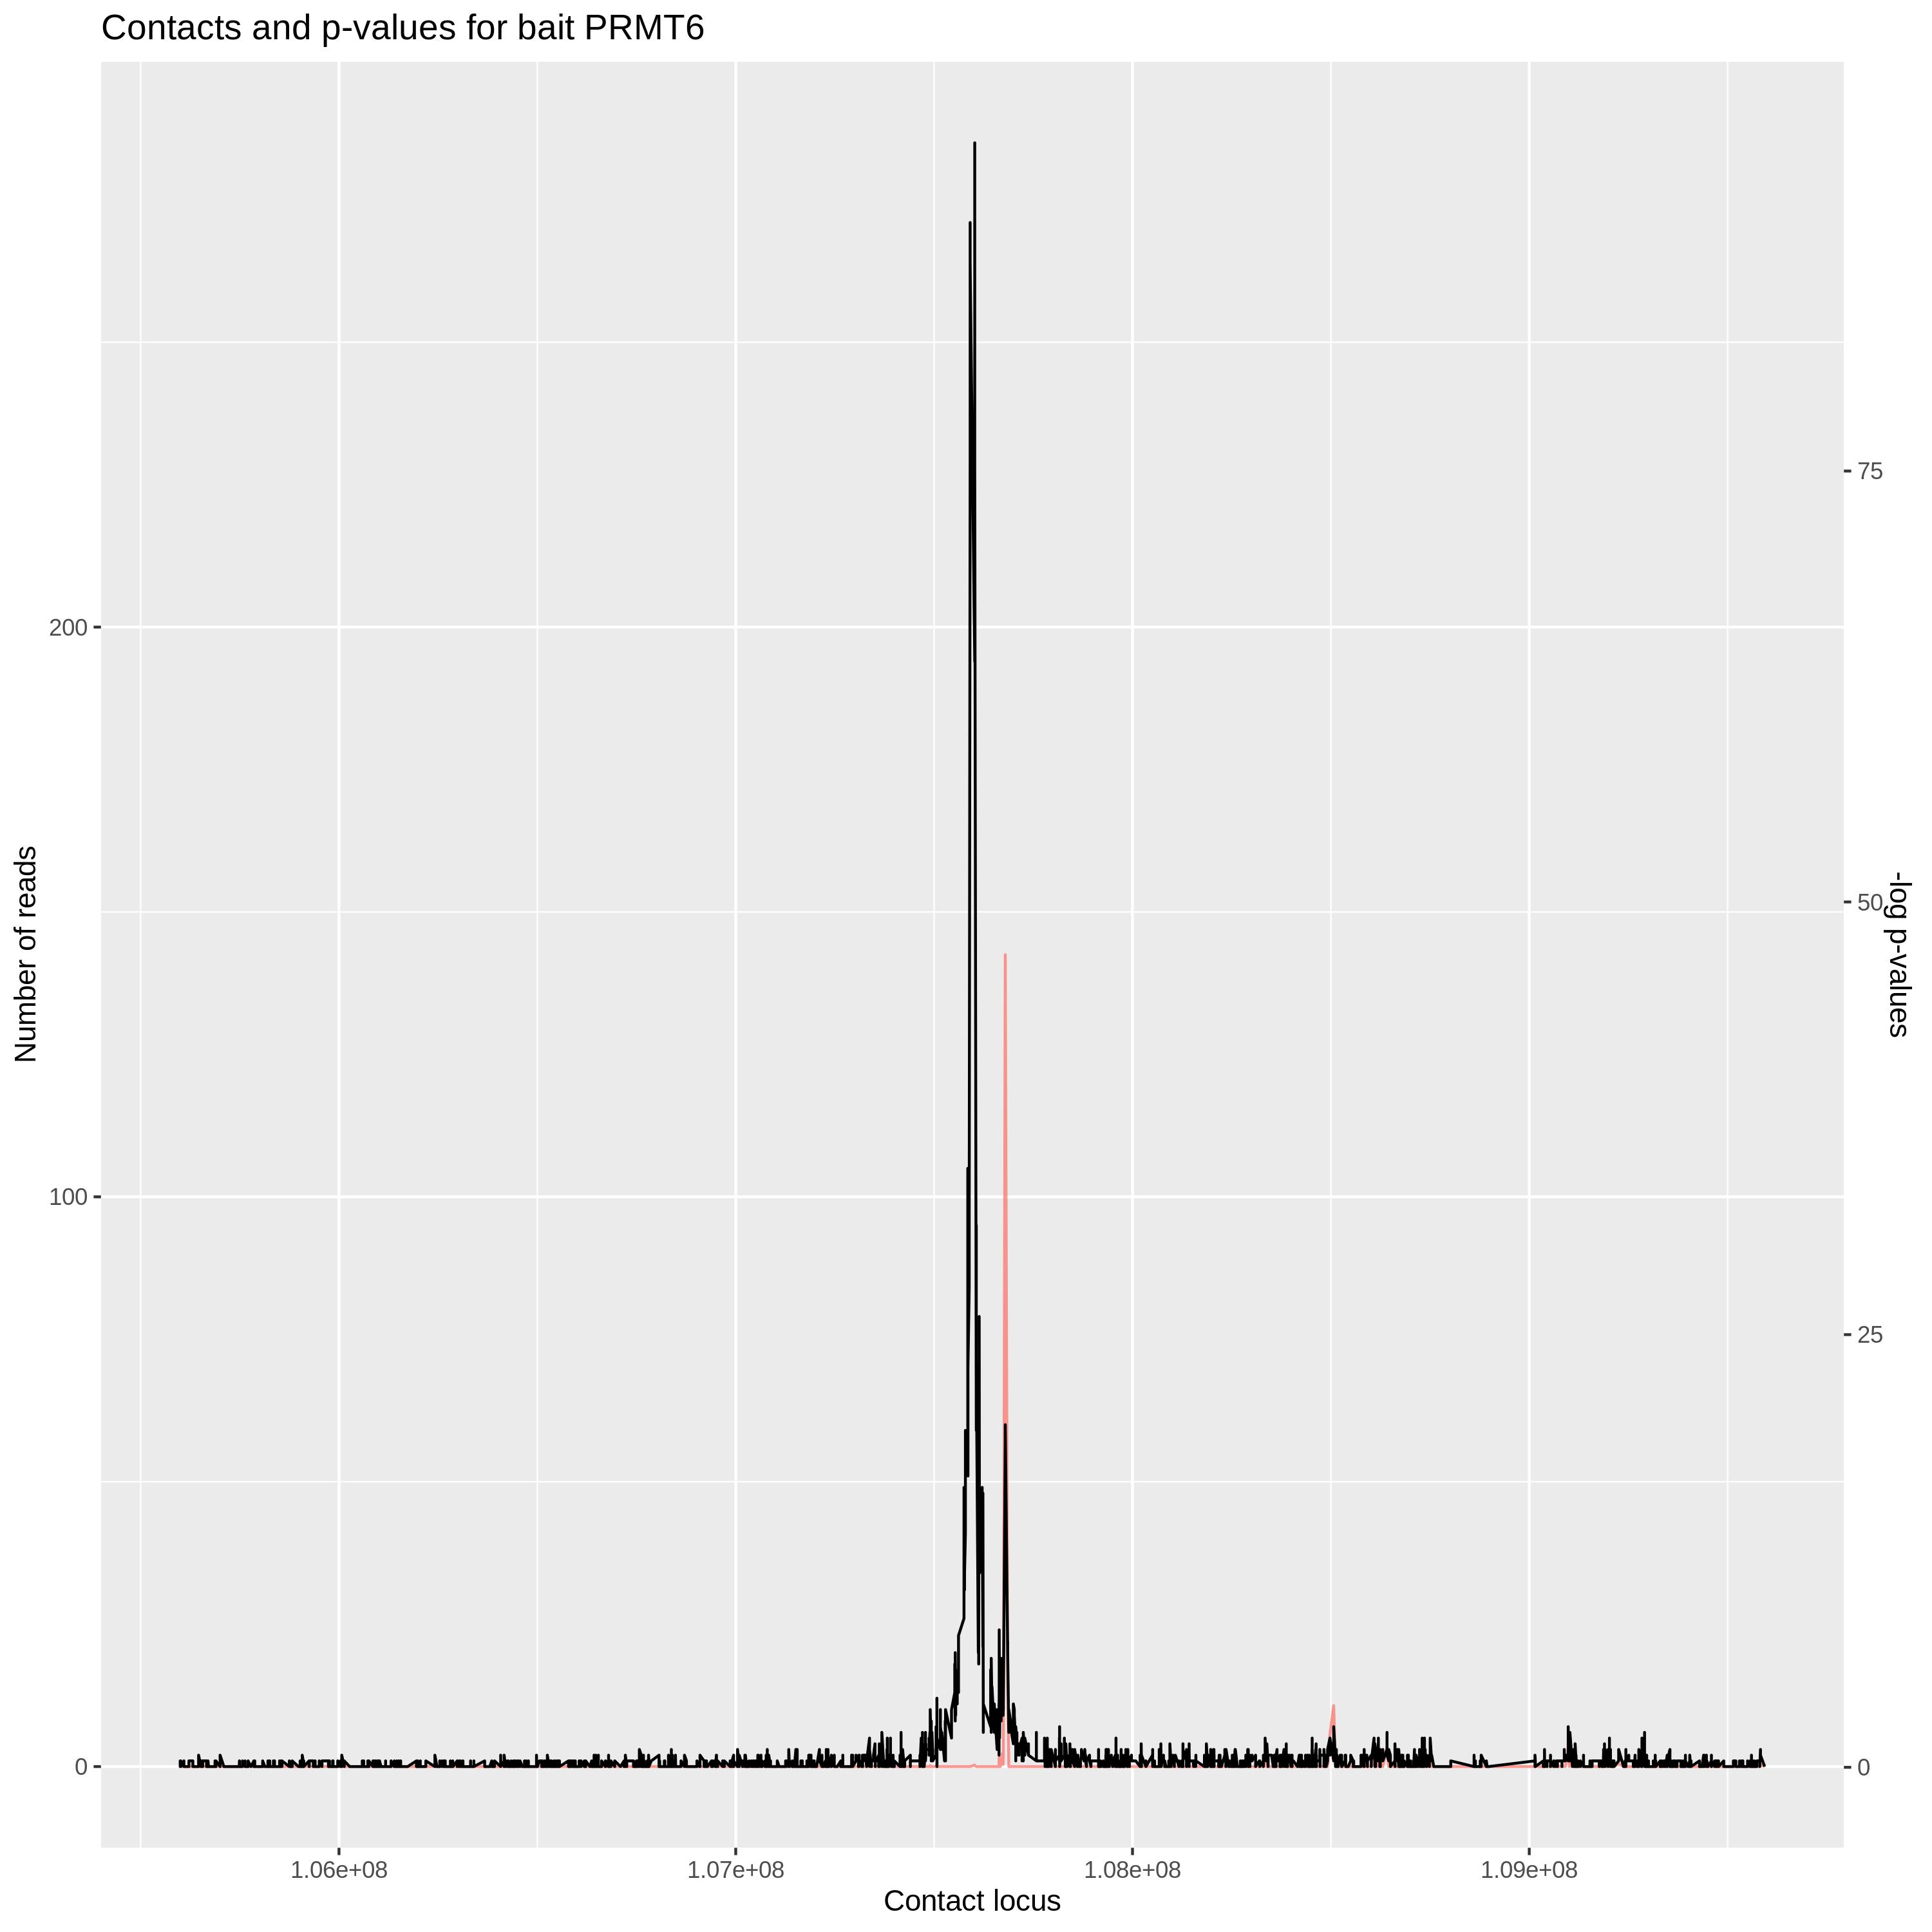 Contacts and p-values for bait PRMT6
Number of reads
200
100
0
75
50
25
0
-log p-values
1.06e+08
1.07e+08
1.08e+08
1.09e+08
Contact locus